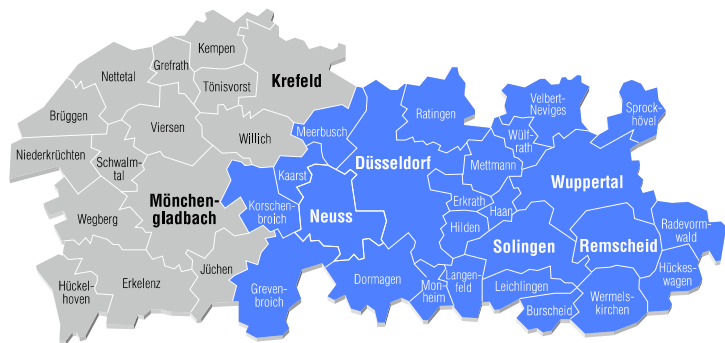 Kempen
Grefrath
Nettetal
Tönisvorst
Krefeld
Brüggen
Viersen
Willich
Meerbusch
Ratingen
Velbert-
Neviges
Sprock-
hövel
Niederkrüchten
Schwalm-
tal
Wülf-
rath
Düsseldorf
Mettmann
Kaarst
Wuppertal
Mönchen-
gladbach
Korschen-
broich
Neuss
Erkrath
Haan
Wegberg
Hilden
Solingen
Remscheid
Radevorm-
wald
Jüchen
Hückel-
hoven
Erkelenz
Greven-
broich
Dormagen
Mon-
heim
Langen-
feld
Leichlingen
Hückes-
wagen
Burscheid
Wermels-
kirchen